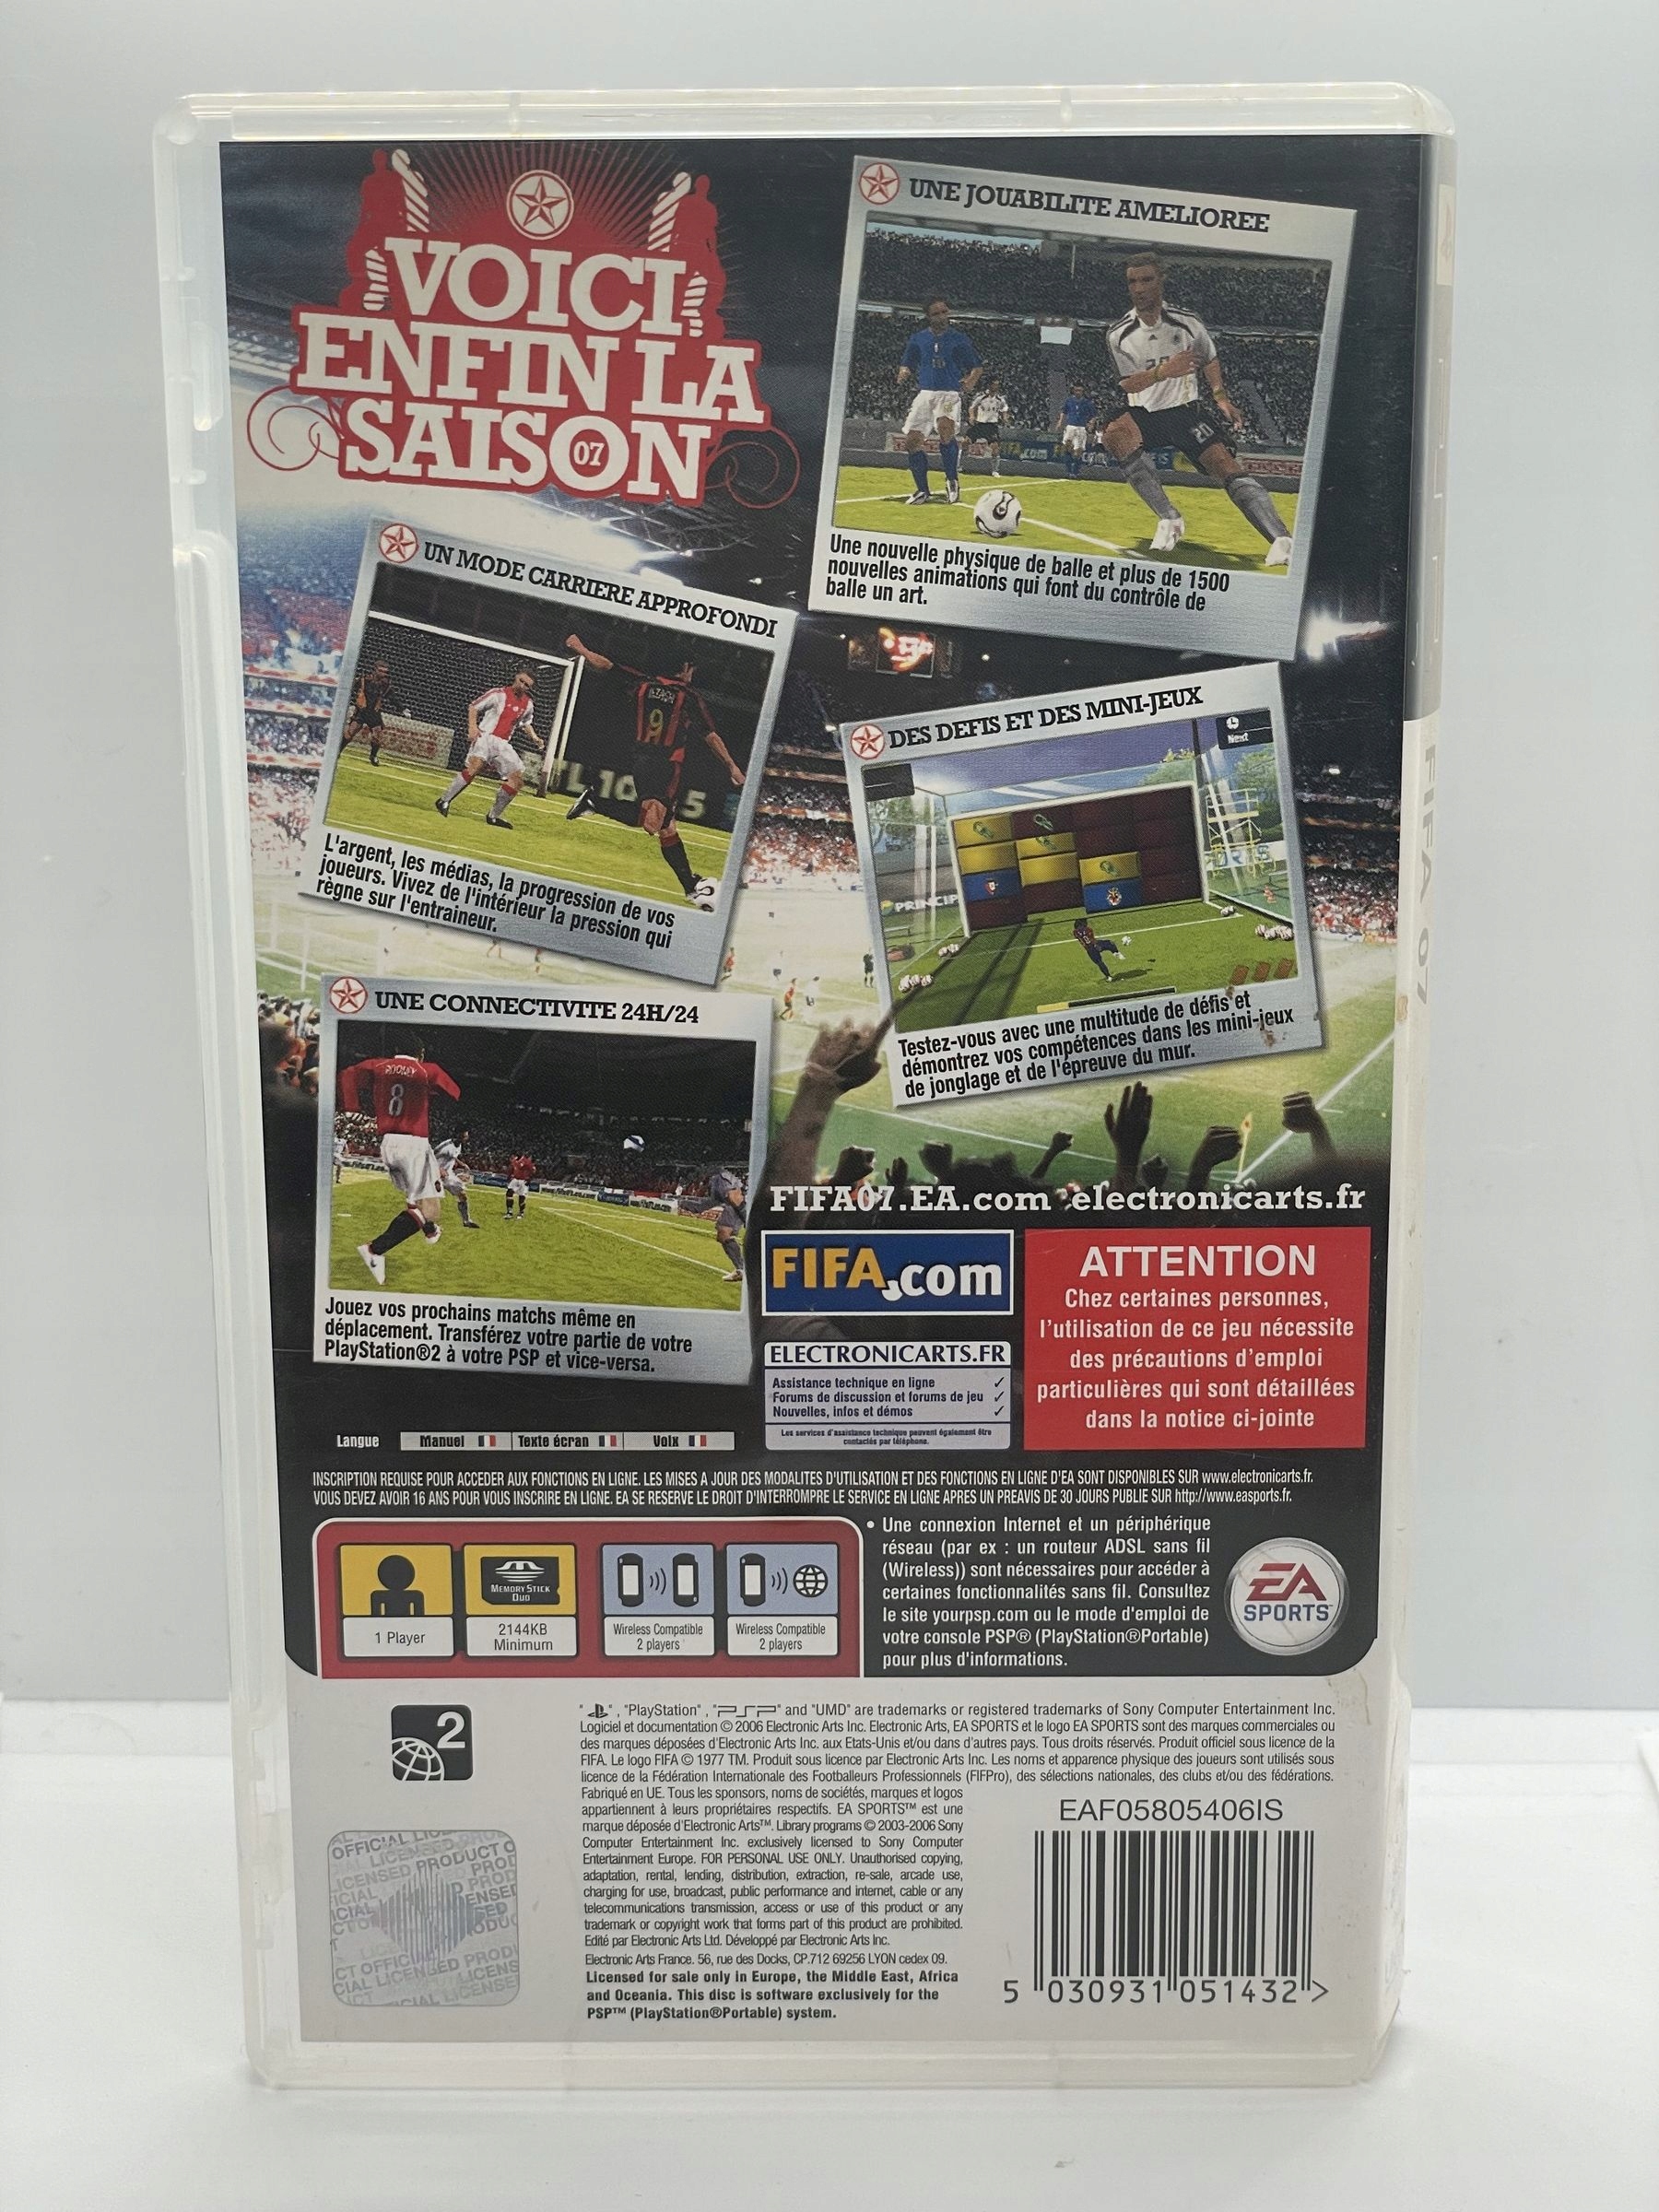 VOICI
ENFIN LA
SAISON
07
UNE JOUABILITE AMELIOREE
20
20
Une nouvelle physique de balle et plus de 1500
nouvelles animations qui font du contrôle de
balle un art.
UN MODE CARRIERE APPROFONDI
9
L'argent, les médias, la progression de vos
joueurs. Vivez de l'intérieur la pression qui
règne sur l'entraineur.
DES DEFIS ET DES MINI-JEUX
Next
PRINCIP
Testez-vous avec une multitude de défis et
démontrez vos compétences dans les mini-jeux
de jonglage et de l'épreuve du mur.
UNE CONNECTIVITE 24H/24
ROONEY
8
Jouez vos prochains matchs même en
déplacement. Transférez votre partie de votre
PlayStation®2 à votre PSP et vice-versa.
FIFA 07
FIFA07.EA.com electronicarts.fr
FIFA.com
ELECTRONICARTS.FR
Assistance technique en ligne ✓
Forums de discussion et forums de jeu ✓
Nouvelles, infos et démos ✓
Les services d'assistance technique peuvent également être
contactés par téléphone.
ATTENTION
Chez certaines personnes,
l'utilisation de ce jeu nécessite
des précautions d'emploi
particulières qui sont détaillées
dans la notice ci-jointe
Langue Manuel Texte écran Voix
INSCRIPTION REQUISE POUR ACCEDER AUX FONCTIONS EN LIGNE. LES MISES A JOUR DES MODALITES D'UTILISATION ET DES FONCTIONS EN LIGNE D'EA SONT DISPONIBLES SUR www.electronicarts.fr.
VOUS DEVEZ AVOIR 16 ANS POUR VOUS INSCRIRE EN LIGNE. EA SE RESERVE LE DROIT D'INTERROMPRE LE SERVICE EN LIGNE APRES UN PREAVIS DE 30 JOURS PUBLIE SUR http://www.easports.fr.
1 Player
MEMORY STICK
DUO
2144KB
Minimum
Wireless Compatible
2 players
Wireless Compatible
2 players
• Une connexion Internet et un périphérique
réseau (par ex : un routeur ADSL sans fil
(Wireless)) sont nécessaires pour accéder à
certaines fonctionnalités sans fil. Consultez
le site yourpsp.com ou le mode d'emploi de
votre console PSP® (PlayStation®Portable)
pour plus d'informations.
EA
SPORTS™
2
" ", "PlayStation", "PSP" and "UMD" are trademarks or registered trademarks of Sony Computer Entertainment Inc.
Logiciel et documentation © 2006 Electronic Arts Inc. Electronic Arts, EA SPORTS et le logo EA SPORTS sont des marques commerciales ou
des marques déposées d'Electronic Arts Inc. aux Etats-Unis et/ou dans d'autres pays. Tous droits réservés. Produit officiel sous licence de la
FIFA. Le logo FIFA © 1977 TM. Produit sous licence par Electronic Arts Inc. Les noms et apparence physique des joueurs sont utilisés sous
licence de la Fédération Internationale des Footballeurs Professionnels (FIFPro), des sélections nationales, des clubs et/ou des fédérations.
Fabriqué en UE. Tous les sponsors, noms de sociétés, marques et logos
appartiennent à leurs propriétaires respectifs. EA SPORTS™ est une
marque déposée d'Electronic Arts™. Library programs © 2003-2006 Sony
Computer Entertainment Inc. exclusively licensed to Sony Computer
Entertainment Europe. FOR PERSONAL USE ONLY. Unauthorised copying,
adaptation, rental, lending, distribution, extraction, re-sale, arcade use,
charging for use, broadcast, public performance and internet, cable or any
telecommunications transmission, access or use of this product or any
trademark or copyright work that forms part of this product are prohibited.
Edité par Electronic Arts Ltd. Développé par Electronic Arts Inc.
Electronic Arts France. 56, rue des Docks, CP.712 69256 LYON cedex 09.
Licensed for sale only in Europe, the Middle East, Africa
and Oceania. This disc is software exclusively for the
PSP™ (PlayStation®Portable) system.
EAF05805406IS
5 030931 051432 >
OFFICIAL
LICENSED PRODUCT